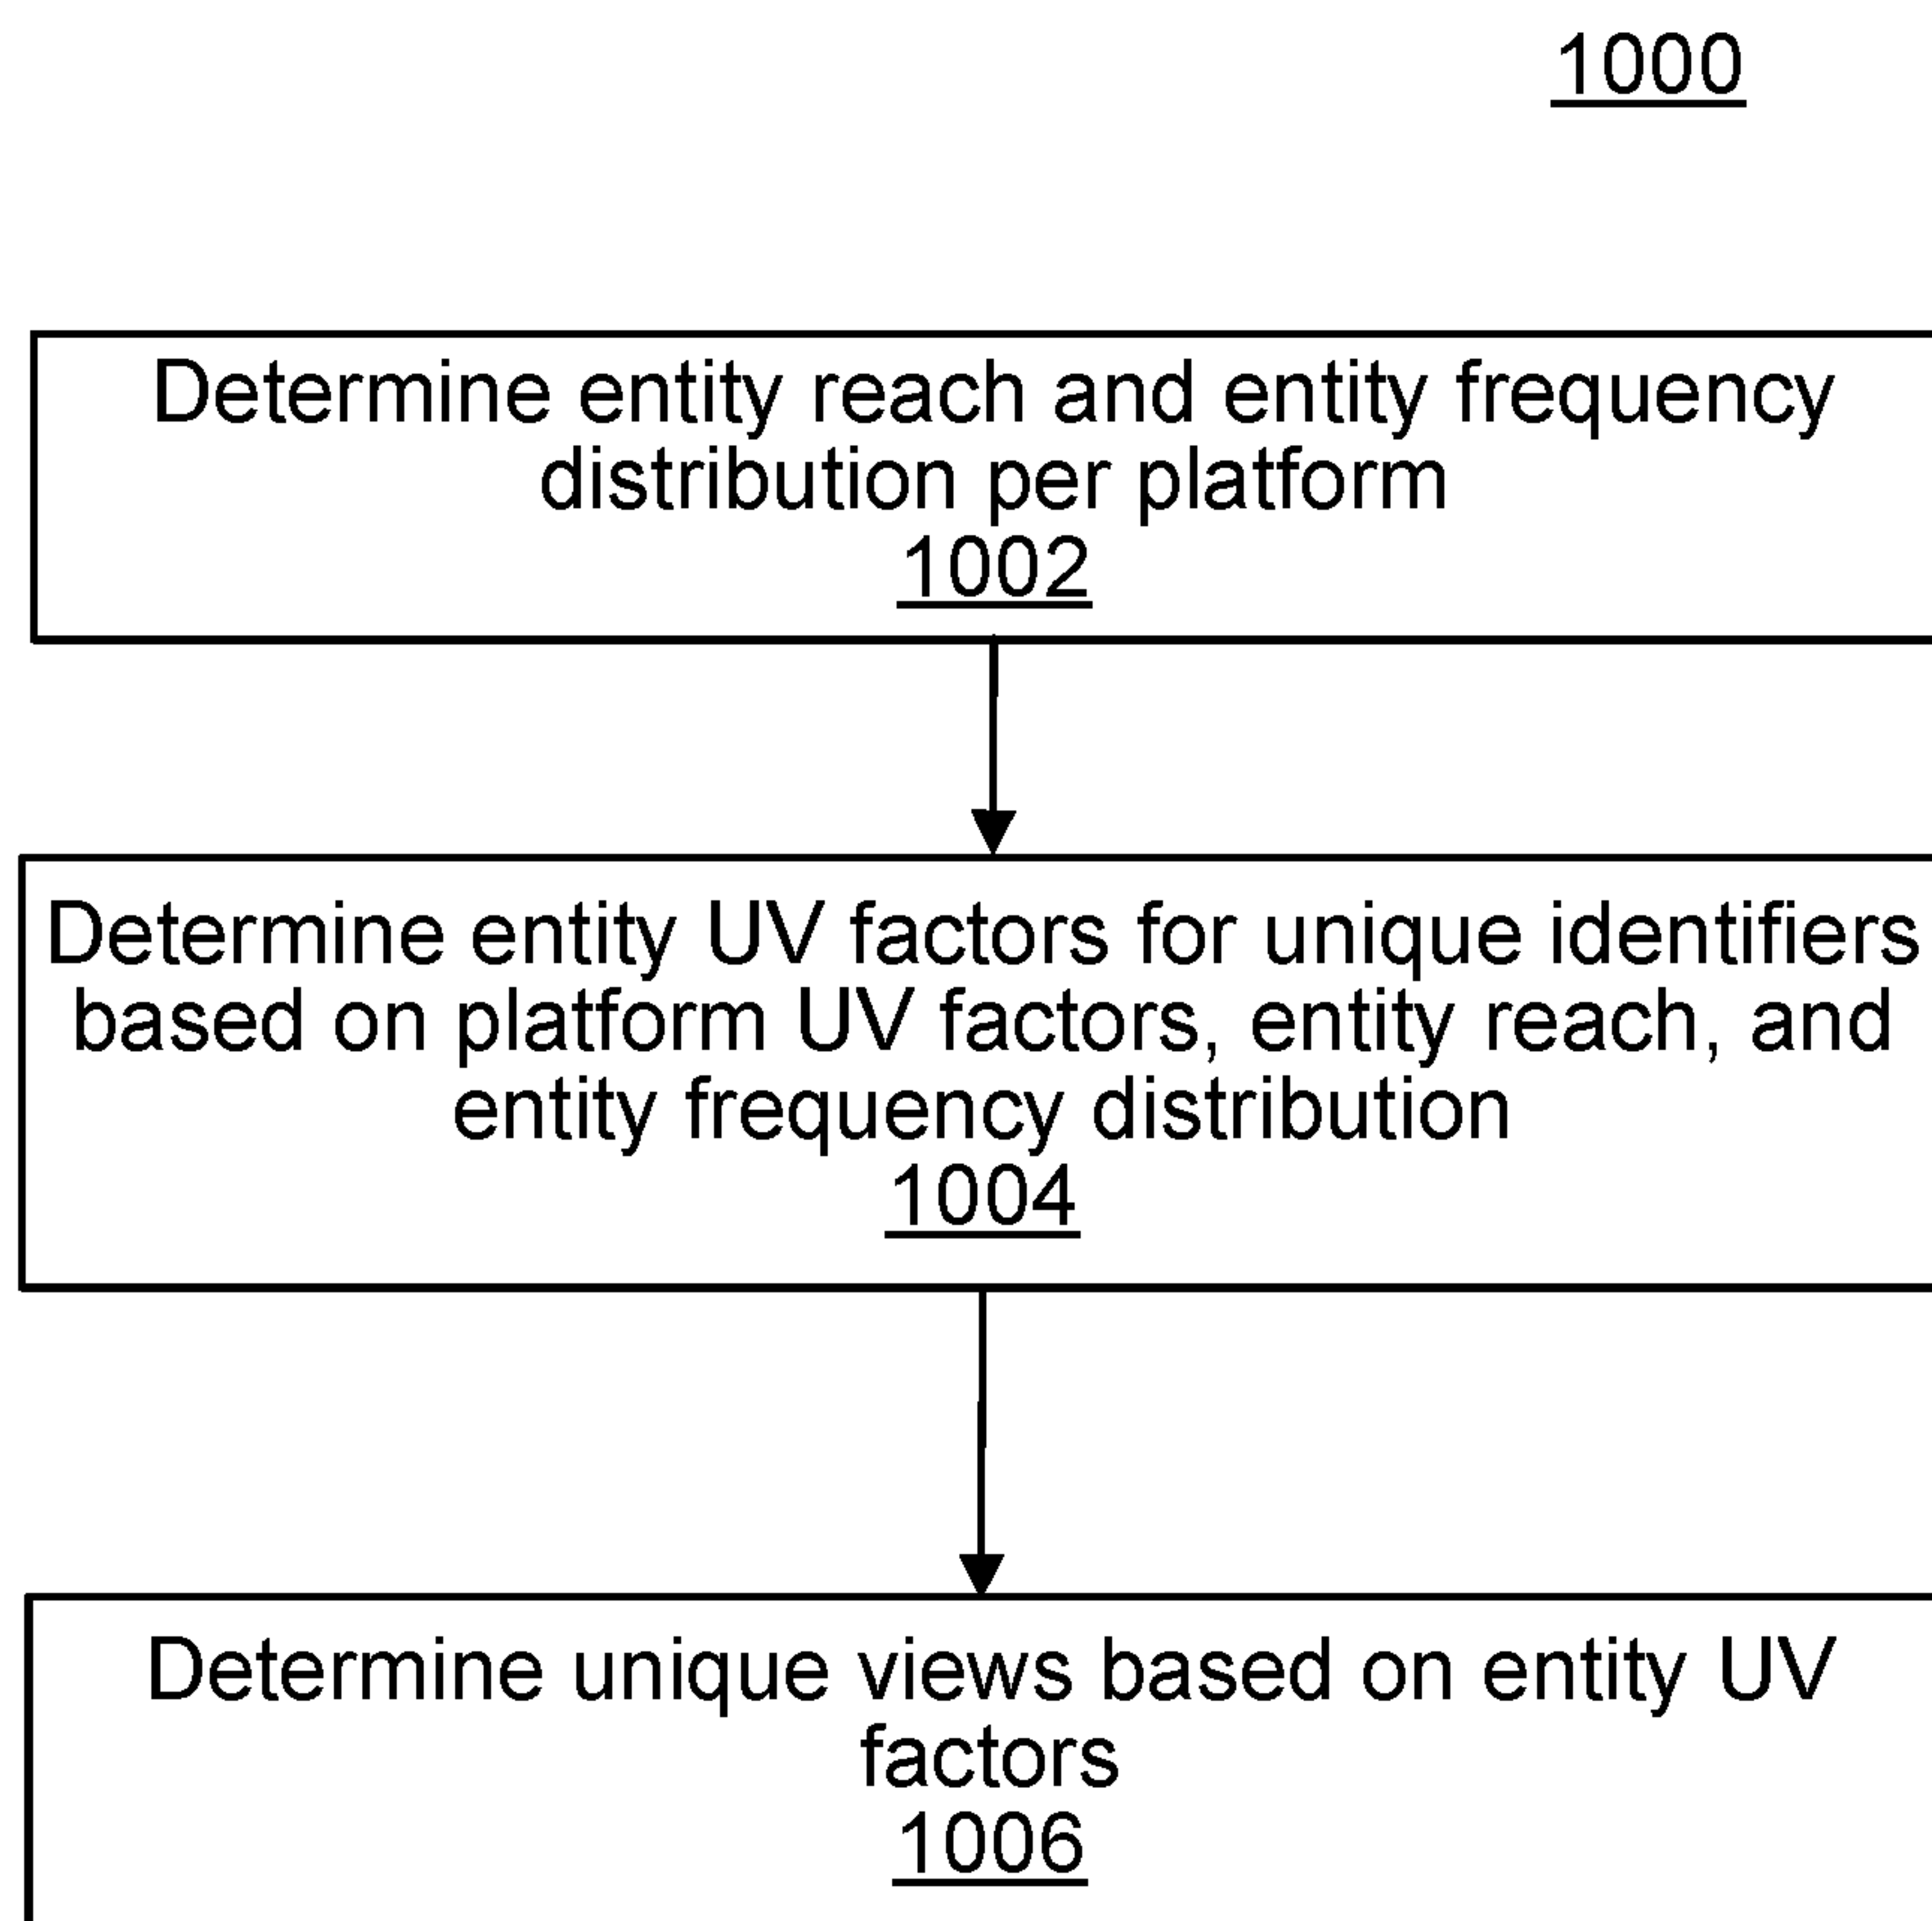 1000
Determine entity reach and entity frequency
distribution per platform
1002
Determine entity UV factors for unique identifiers
based on platform UV factors, entity reach, and
entity frequency distribution
1004
Determine unique views based on entity UV
factors
1006